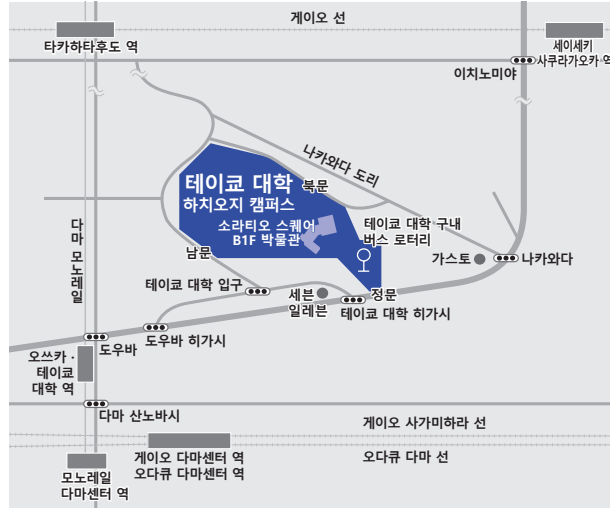 게이오 선
타카하타후도 역
세이세키
사쿠라가오카 역
이치노미야
나카와다 도리
테이쿄 대학
북문
하치오지 캠퍼스
소라티오 스퀘어
B1F 박물관
테이쿄 대학 구내
버스 로터리
다마 모노레일
남문
가스토
나카와다
테이쿄 대학 입구
세븐
일레븐
정문
테이쿄 대학 히가시
도우바 히가시
도우바
오쓰카·
테이쿄
대학 역
다마 산노바시
게이오 사가미하라 선
게이오 다마센터 역
오다큐 다마센터 역
오다큐 다마 선
모노레일
다마센터 역